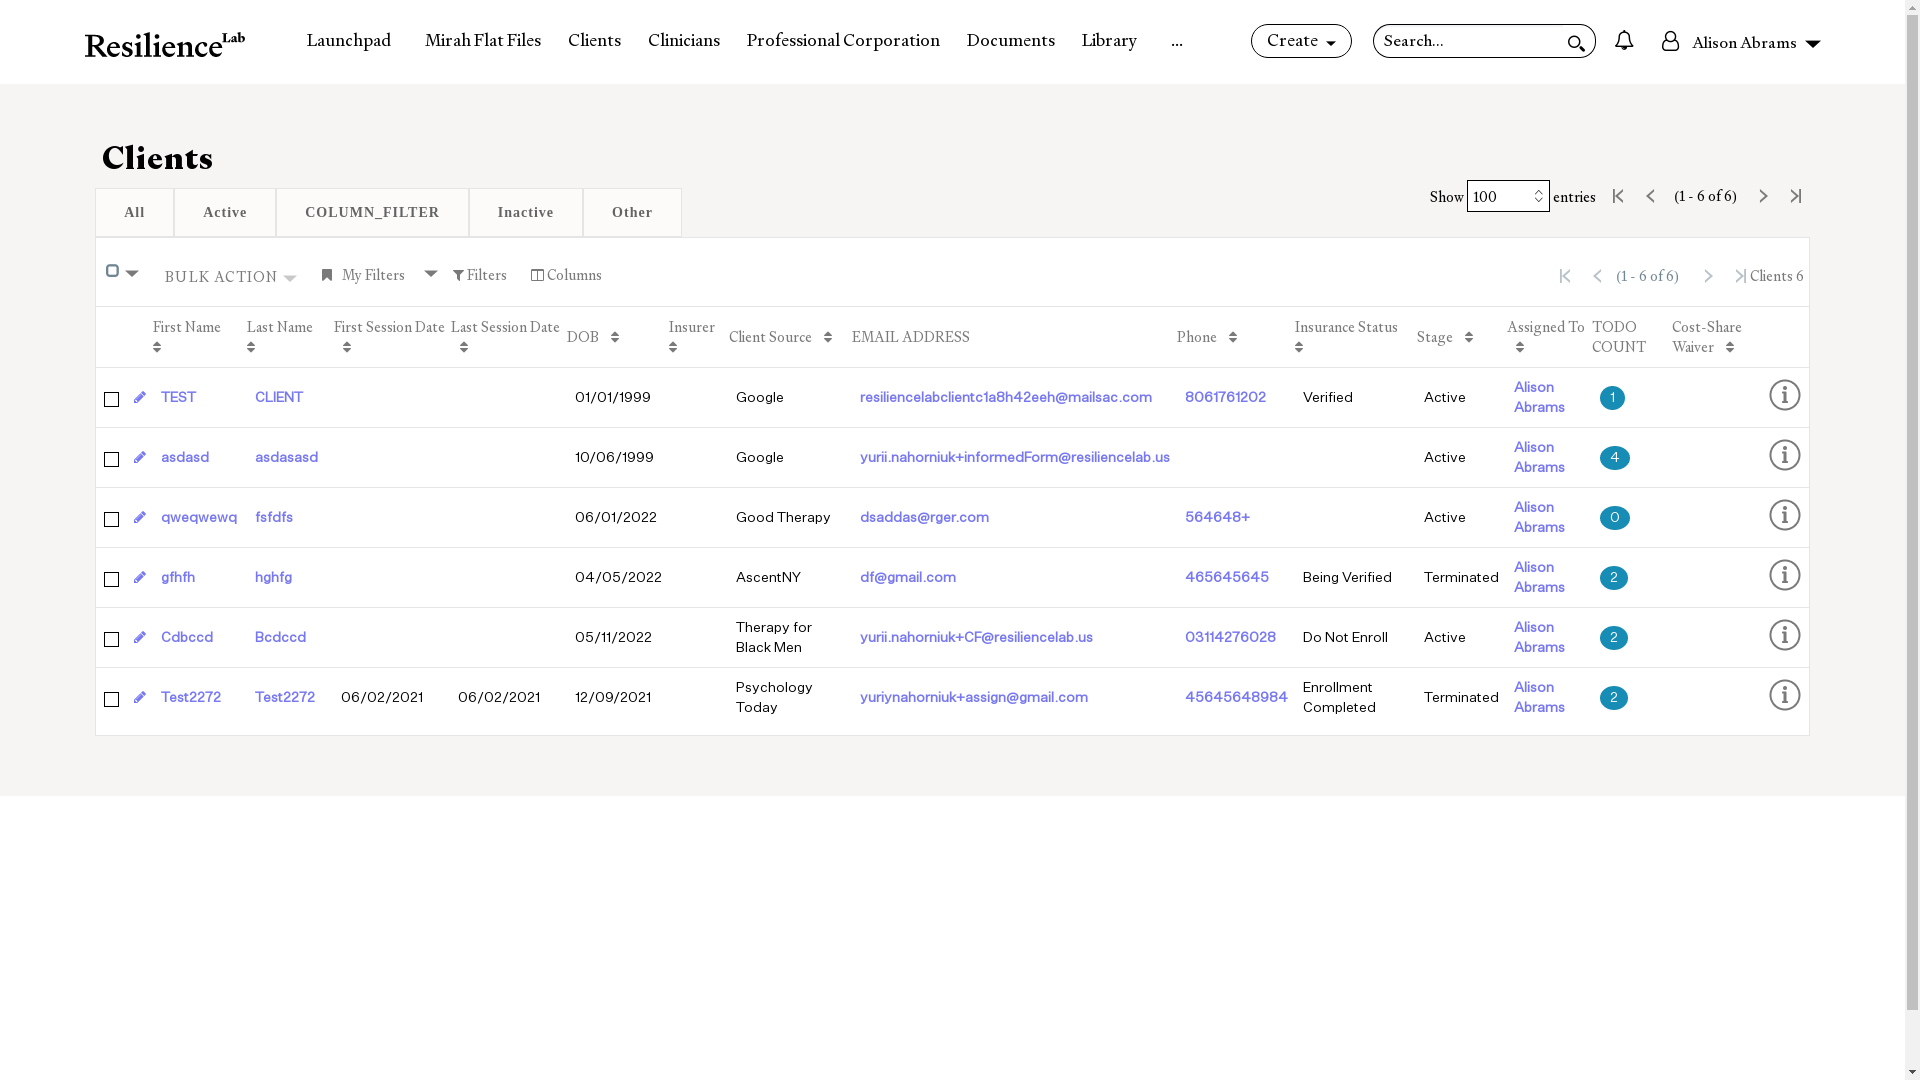 ResilienceLab Launchpad Mirah Flat Files Clients Clinicians Professional Corporation Documents Library ... Create Search... Alison Abrams
Clients
All Active COLUMN_FILTER Inactive Other
Show 100 entries (1 - 6 of 6)
BULK ACTION My Filters Filters Columns (1 - 6 of 6) Clients 6
First Name Last Name First Session Date Last Session Date DOB Insurer Client Source EMAIL ADDRESS Phone Insurance Status Stage Assigned To TODO COUNT Cost-Share Waiver
TEST CLIENT 01/01/1999 Google resiliencelabclientc1a8h42eeh@mailsac.com 8061761202 Verified Active Alison Abrams 1
asdasd asdasasd 10/06/1999 Google yurii.nahorniuk+informedForm@resiliencelab.us Active Alison Abrams 4
qweqwewq fsfdfs 06/01/2022 Good Therapy dsaddas@rger.com 564648+ Active Alison Abrams 0
gfhfh hghfg 04/05/2022 AscentNY df@gmail.com 465645645 Being Verified Terminated Alison Abrams 2
Cdbccd Bcdccd 05/11/2022 Therapy for Black Men yurii.nahorniuk+CF@resiliencelab.us 03114276028 Do Not Enroll Active Alison Abrams 2
Test2272 Test2272 06/02/2021 06/02/2021 12/09/2021 Psychology Today yuriynahorniuk+assign@gmail.com 45645648984 Enrollment Completed Terminated Alison Abrams 2